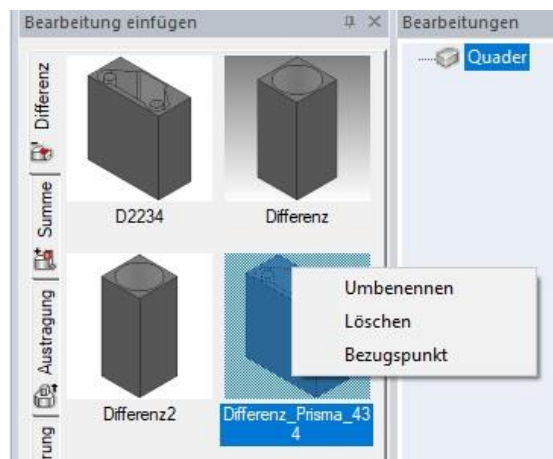 Bearbeitung einfügen
Bearbeitungen
Quader
Differenz
Summe
Austragung
rung
D2234
Differenz
Umbenennen
Löschen
Bezugspunkt
Differenz2
Differenz_Prisma_43
4